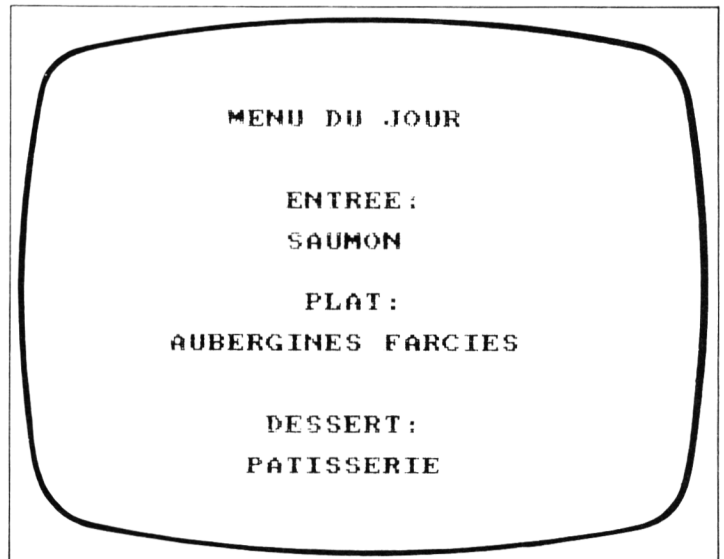 MENU DU JOUR
ENTREE:
SAUMON
PLAT:
AUBERGINES FARCIES
DESSERT:
PATISSERIE